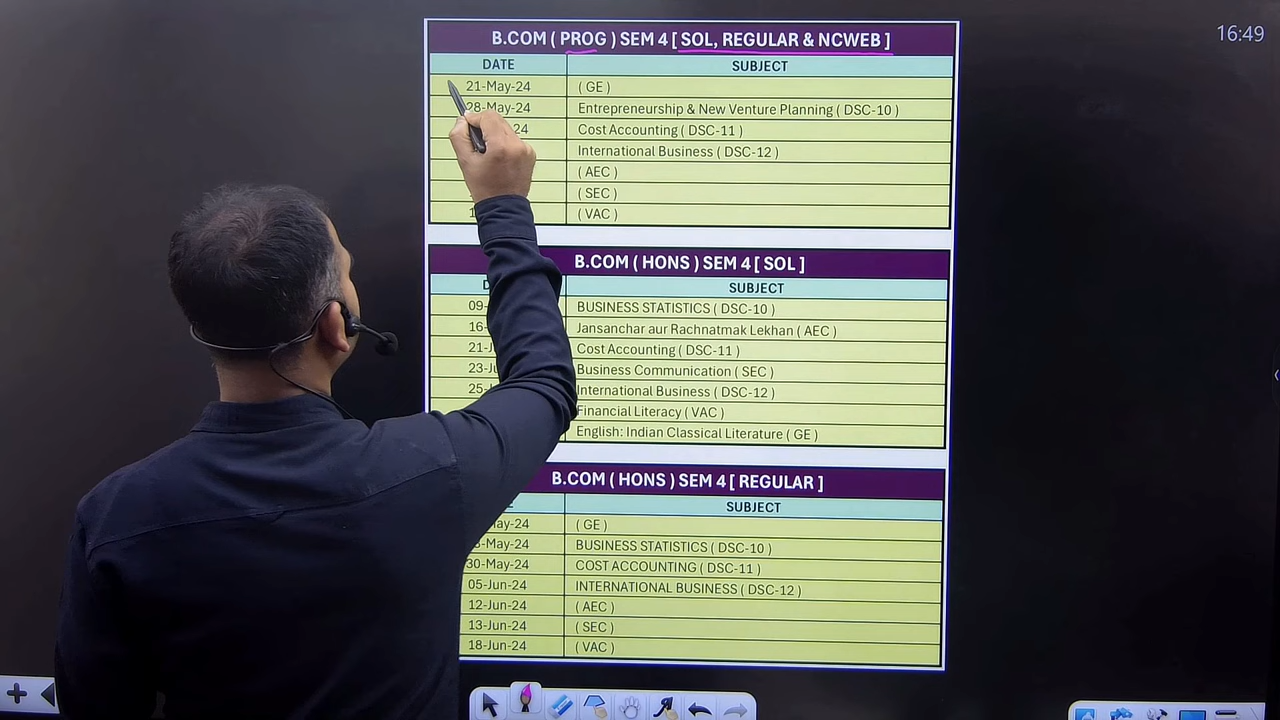 16:49
B.COM ( PROG ) SEM 4 [ SOL, REGULAR & NCWEB ]
DATE SUBJECT
21-May-24 ( GE )
28-May-24 Entrepreneurship & New Venture Planning ( DSC-10 )
24 Cost Accounting ( DSC-11 )
International Business ( DSC-12 )
( AEC )
( SEC )
( VAC )
B.COM ( HONS ) SEM 4 [ SOL ]
SUBJECT
09- BUSINESS STATISTICS ( DSC-10 )
16- Jansanchar aur Rachnatmak Lekhan ( AEC )
21-J Cost Accounting ( DSC-11 )
23-Ju Business Communication ( SEC )
25- International Business ( DSC-12 )
Financial Literacy ( VAC )
English: Indian Classical Literature ( GE )
B.COM ( HONS ) SEM 4 [ REGULAR ]
SUBJECT
May-24 ( GE )
-May-24 BUSINESS STATISTICS ( DSC-10 )
30-May-24 COST ACCOUNTING ( DSC-11 )
05-Jun-24 INTERNATIONAL BUSINESS ( DSC-12 )
12-Jun-24 ( AEC )
13-Jun-24 ( SEC )
18-Jun-24 ( VAC )